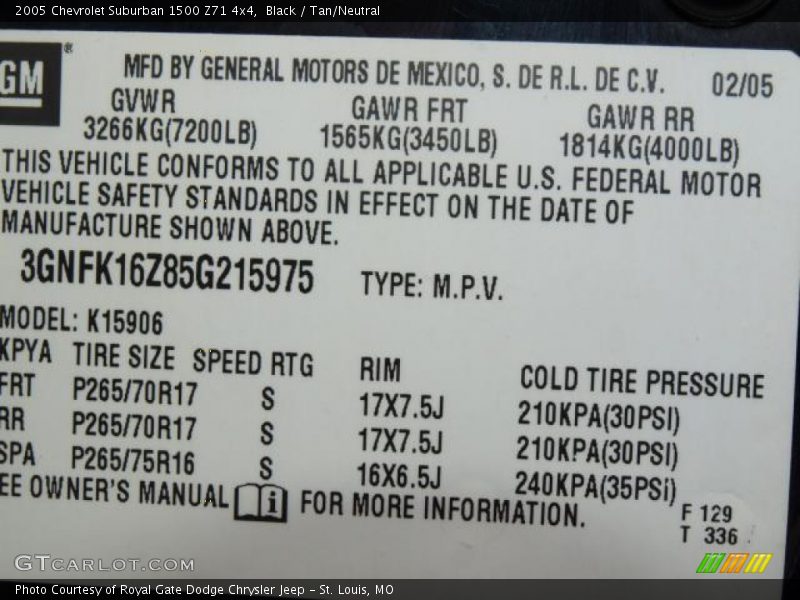 2005 Chevrolet Suburban 1500 Z71 4x4, Black / Tan/Neutral
GM ®
MFD BY GENERAL MOTORS DE MEXICO, S. DE R.L. DE C.V. 02/05
GVWR GAWR FRT GAWR RR
3266KG(7200LB) 1565KG(3450LB) 1814KG(4000LB)
THIS VEHICLE CONFORMS TO ALL APPLICABLE U.S. FEDERAL MOTOR
VEHICLE SAFETY STANDARDS IN EFFECT ON THE DATE OF
MANUFACTURE SHOWN ABOVE.
3GNFK16Z85G215975 TYPE: M.P.V.
MODEL: K15906
KPYA TIRE SIZE SPEED RTG RIM COLD TIRE PRESSURE
FRT P265/70R17 S 17X7.5J 210KPA(30PSI)
RR P265/70R17 S 17X7.5J 210KPA(30PSI)
SPA P265/75R16 S 16X6.5J 240KPA(35PSi)
EE OWNER'S MANUAL i FOR MORE INFORMATION.
F 129
T 336
GTCARLOT.COM
Photo Courtesy of Royal Gate Dodge Chrysler Jeep – St. Louis, MO